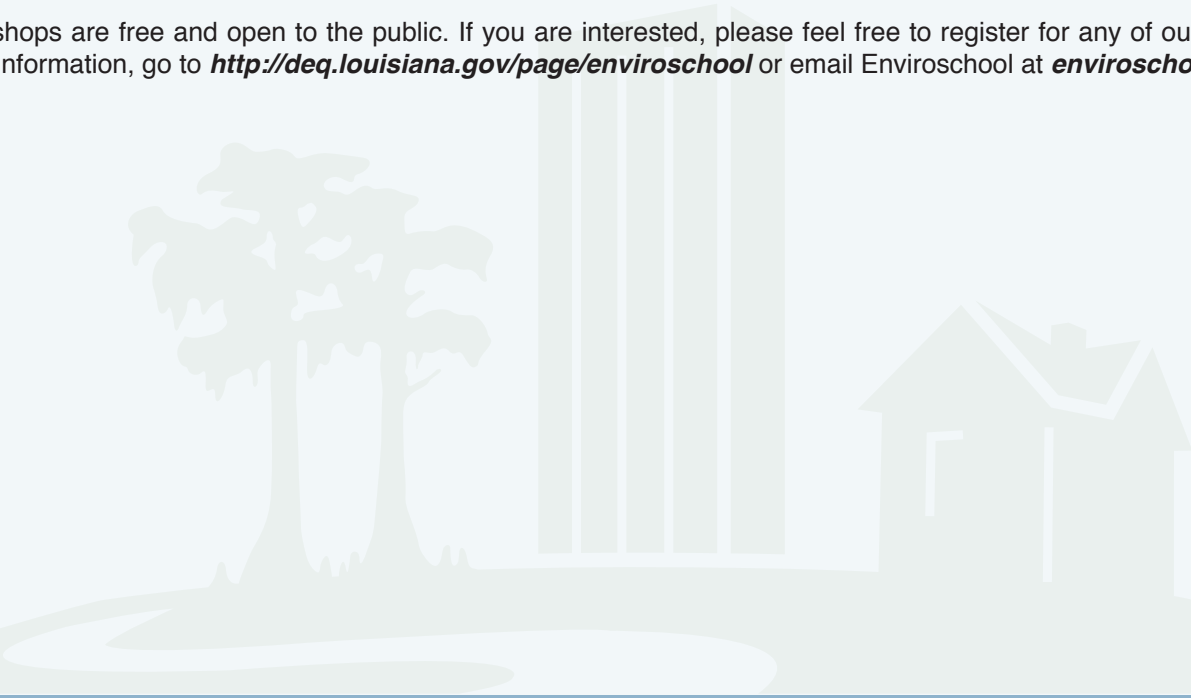 shops are free and open to the public. If you are interested, please feel free to register for any of ou
nformation, go to http://deq.louisiana.gov/page/enviroschool or email Enviroschool at enviroscho